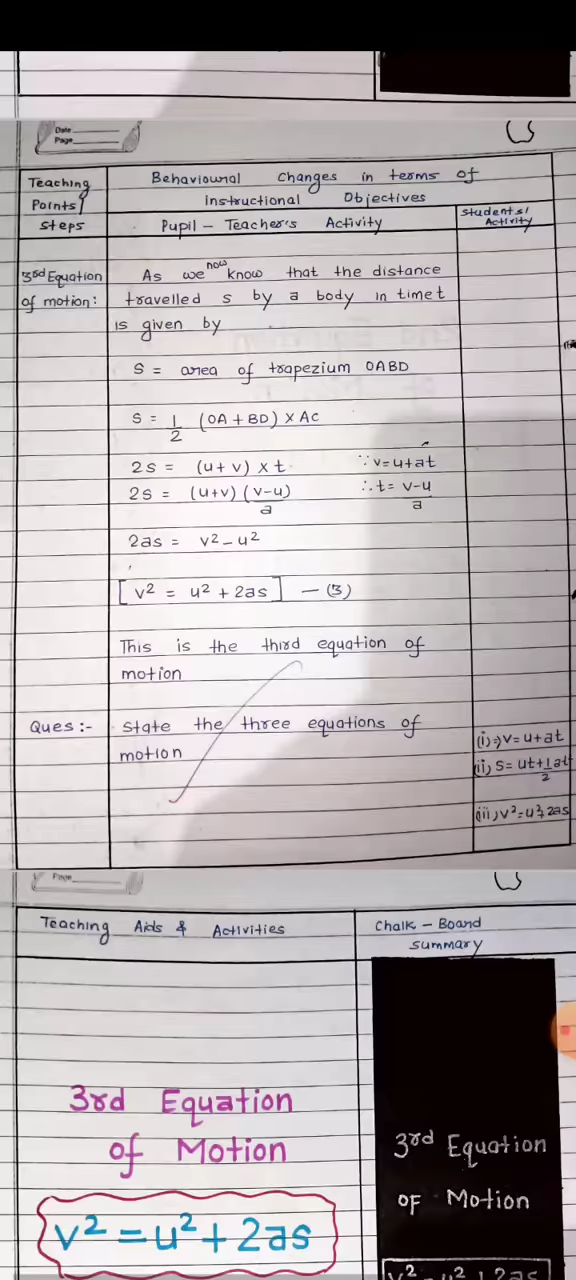 Date
Page
Teaching Points/ Steps
Behavioural Changes in terms of
Instructional Objectives
Pupil - Teacher's Activity
Students' Activity
3rd Equation
of motion:
As we now know that the distance
travelled s by a body in time t
is given by
S = area of trapezium OABD
S = 1/2 (OA + BD) × AC
2s = (u + v) × t
∵ v = u + at
2s = (u+v) (v-u)/a
∴ t = v-u/a
2as = v² - u²
[v² = u² + 2as] — (3)
This is the third equation of
motion
Ques :- State the three equations of
motion
(i) ⇒ v = u + at
(ii) s = ut + 1/2 at
(iii) v² = u² + 2as
Page
Teaching Aids & Activities
Chalk - Board
summary
3rd Equation
of Motion
v² = u² + 2as
3rd Equation
OF Motion
v² u² + 2as